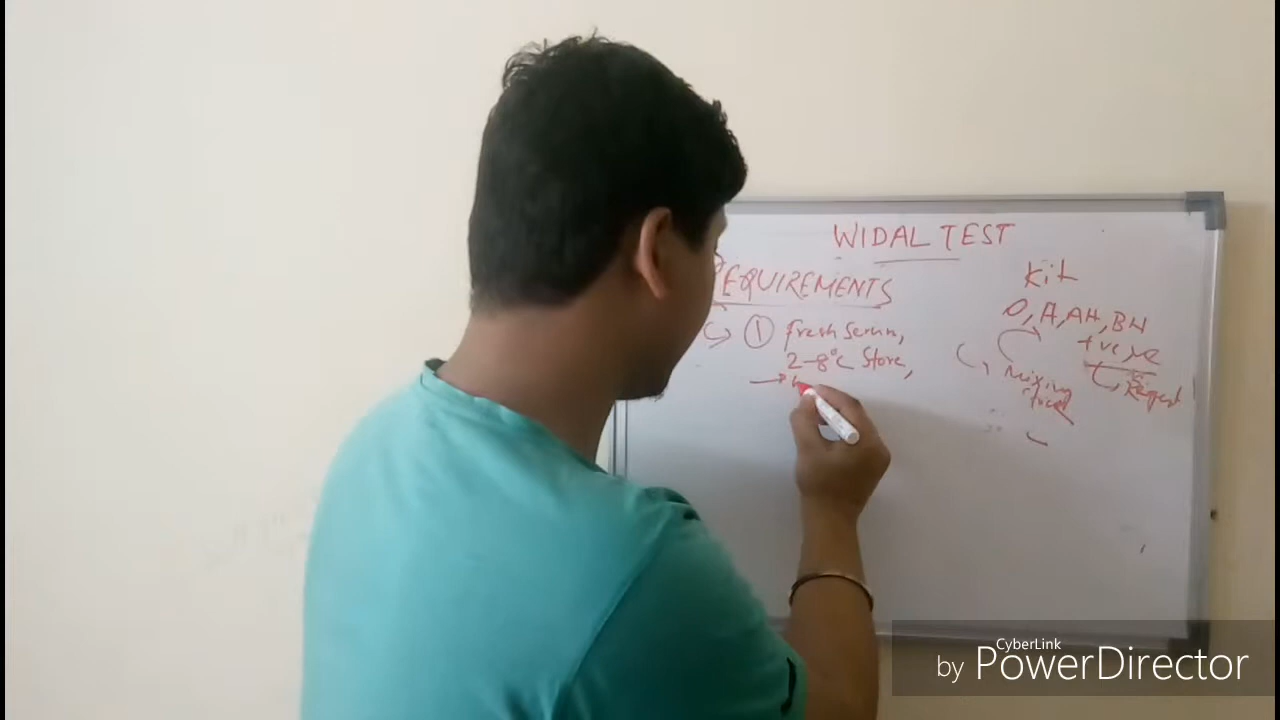 WIDAL TEST
REQUIREMENTS
① fresh serum,
2-8°c Store,
Kit
O, A, AH, BH
+ve, -ve
Mixing
Reagent
CyberLink
by PowerDirector